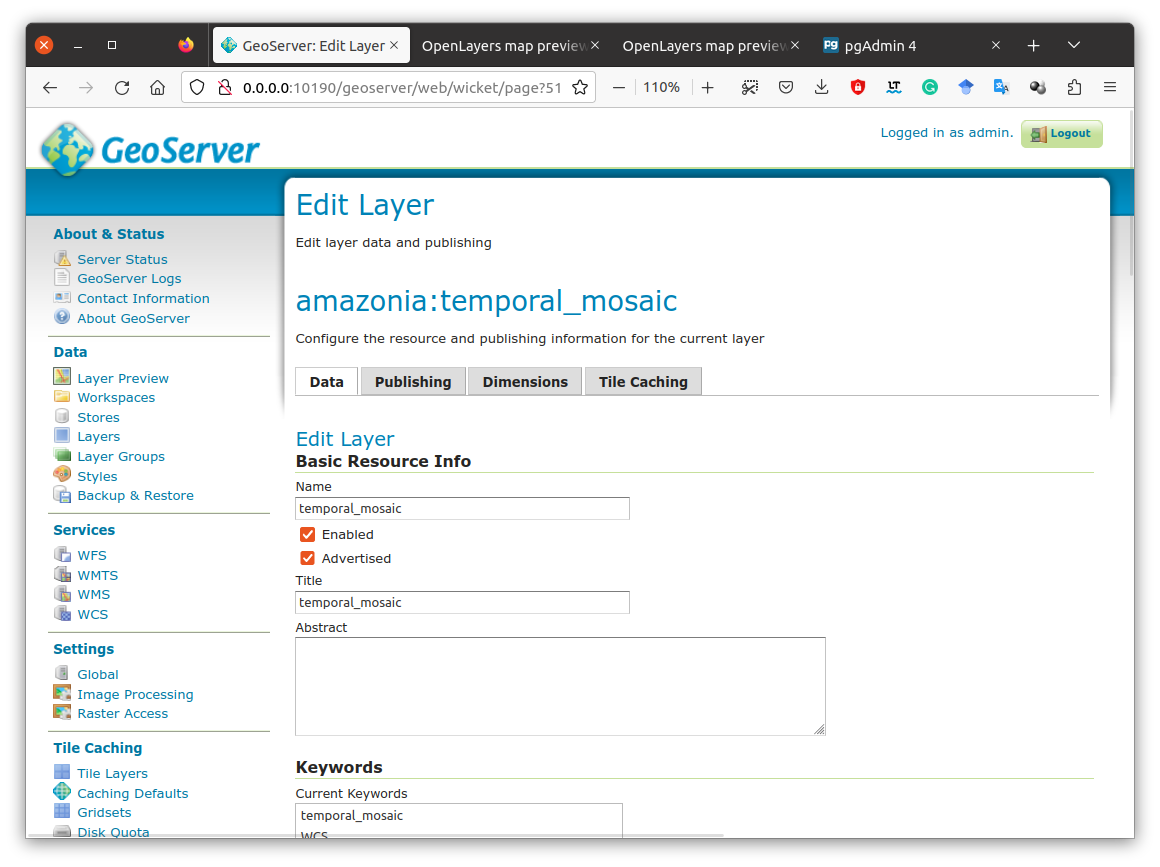 GeoServer: Edit Layer
OpenLayers map preview
OpenLayers map preview
pgAdmin 4
0.0.0.0:10190/geoserver/web/wicket/page?51
110%
GeoServer
Logged in as admin.
Logout
About & Status
Server Status
GeoServer Logs
Contact Information
About GeoServer
Data
Layer Preview
Workspaces
Stores
Layers
Layer Groups
Styles
Backup & Restore
Services
WFS
WMTS
WMS
WCS
Settings
Global
Image Processing
Raster Access
Tile Caching
Tile Layers
Caching Defaults
Gridsets
Disk Quota
Edit Layer
Edit layer data and publishing
amazonia:temporal_mosaic
Configure the resource and publishing information for the current layer
Data Publishing Dimensions Tile Caching
Edit Layer
Basic Resource Info
Name
temporal_mosaic
Enabled
Advertised
Title
temporal_mosaic
Abstract
Keywords
Current Keywords
temporal_mosaic
WCS